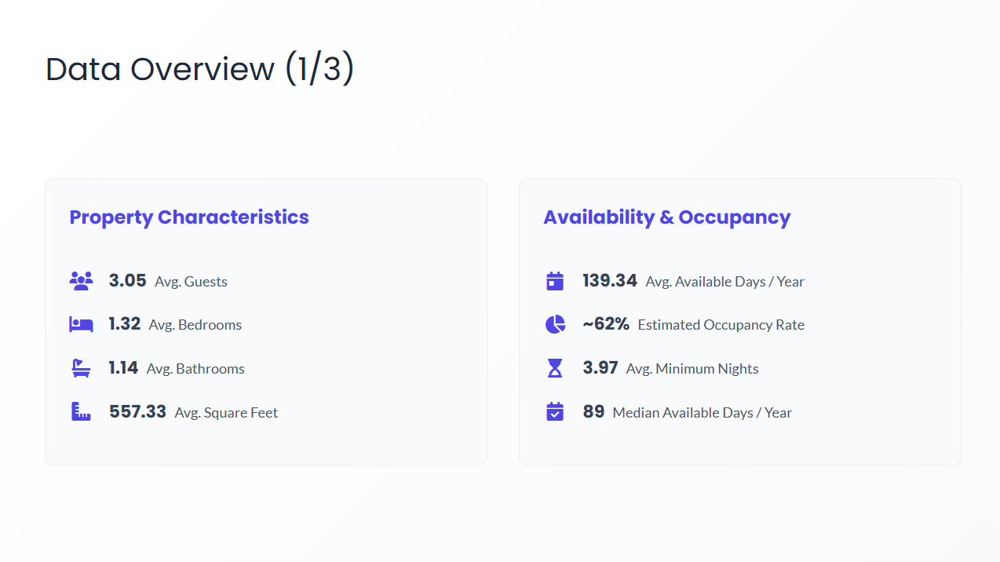 Data Overview (1/3)
Property Characteristics
3.05 Avg. Guests
1.32 Avg. Bedrooms
1.14 Avg. Bathrooms
557.33 Avg. Square Feet
Availability & Occupancy
139.34 Avg. Available Days / Year
~62% Estimated Occupancy Rate
3.97 Avg. Minimum Nights
89 Median Available Days / Year